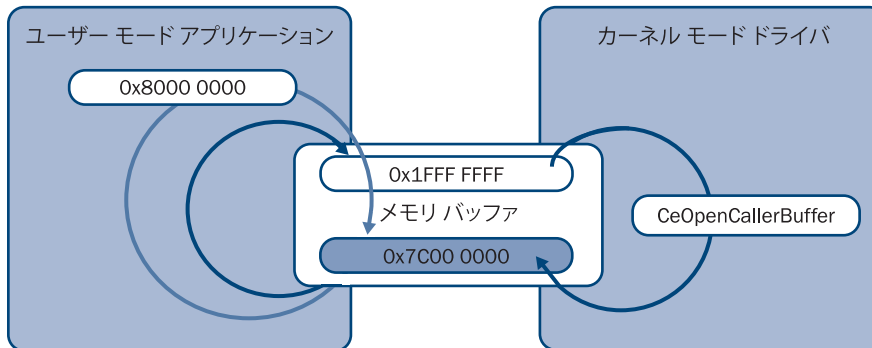 ユーザー モード アプリケーション
カーネル モード ドライバ
0x8000 0000
0x1FFF FFFF
メモリ バッファ
CeOpenCallerBuffer
0x7C00 0000